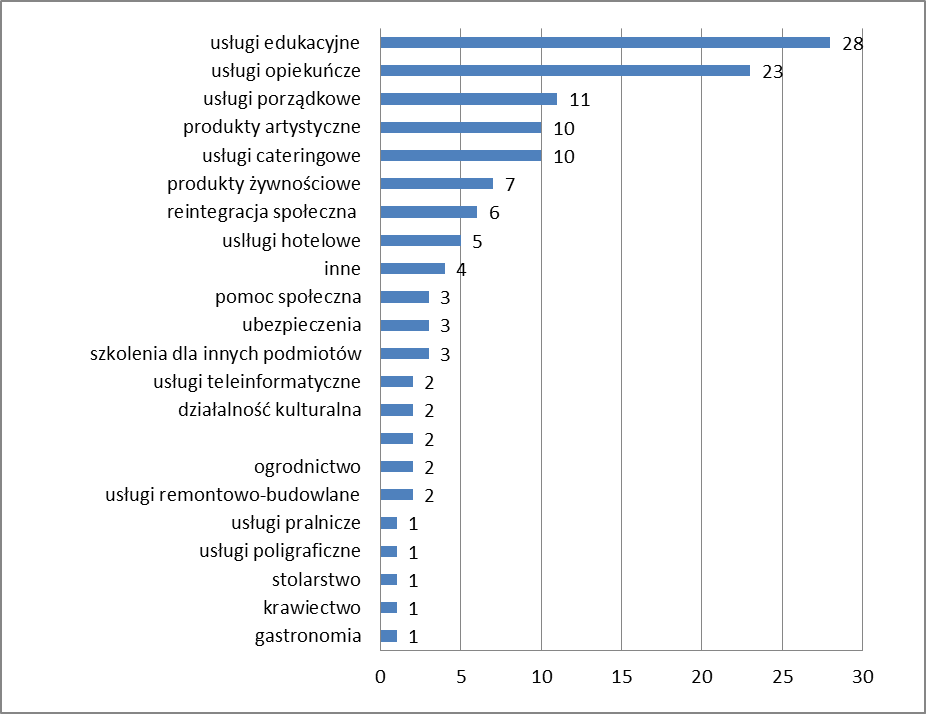 usługi edukacyjne 28
usługi opiekuńcze 23
usługi porządkowe 11
produkty artystyczne 10
usługi cateringowe 10
produkty żywnościowe 7
reintegracja społeczna 6
uslługi hotelowe 5
inne 4
pomoc społeczna 3
ubezpieczenia 3
szkolenia dla innych podmiotów 3
usługi teleinformatyczne 2
działalność kulturalna 2
2
ogrodnictwo 2
usługi remontowo-budowlane 2
usługi pralnicze 1
usługi poligraficzne 1
stolarstwo 1
krawiectwo 1
gastronomia 1
0 5 10 15 20 25 30